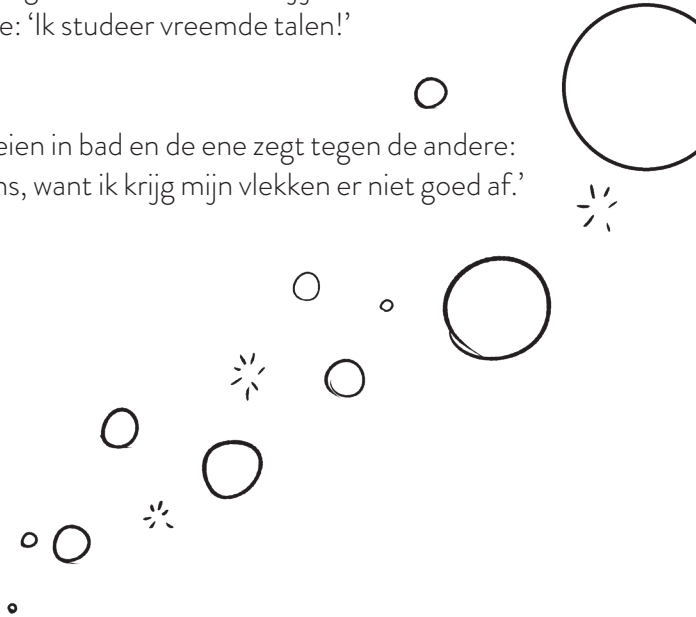 e: ‘Ik studeer vreemde talen!’
eien in bad en de ene zegt tegen de andere:
ns, want ik krijg mijn vlekken er niet goed af.’